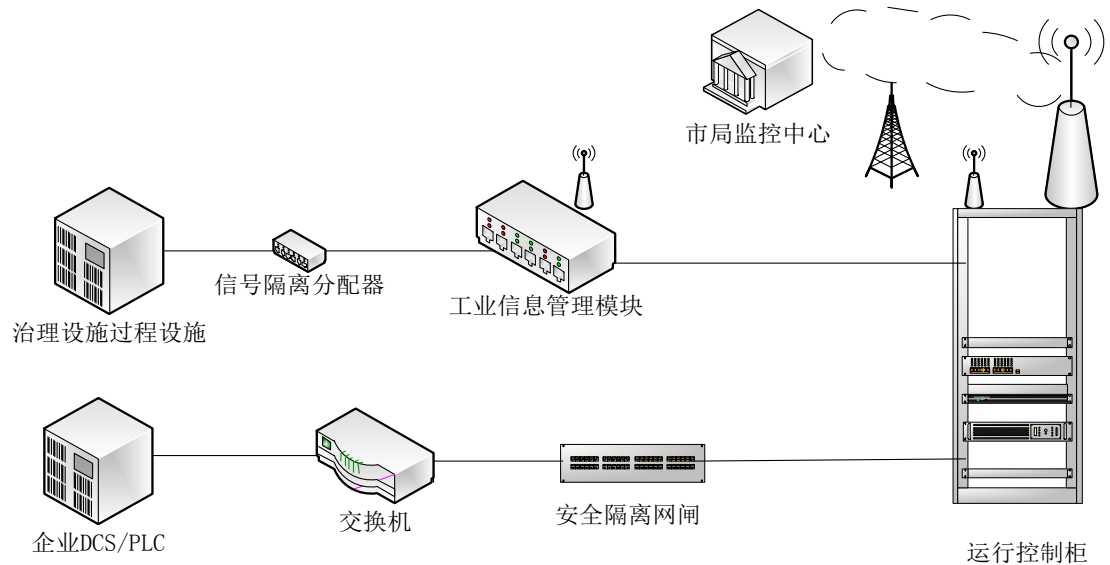 市局监控中心
信号隔离分配器
工业信息管理模块
治理设施过程设施
交换机
安全隔离网闸
企业DCS/PLC
运行控制柜